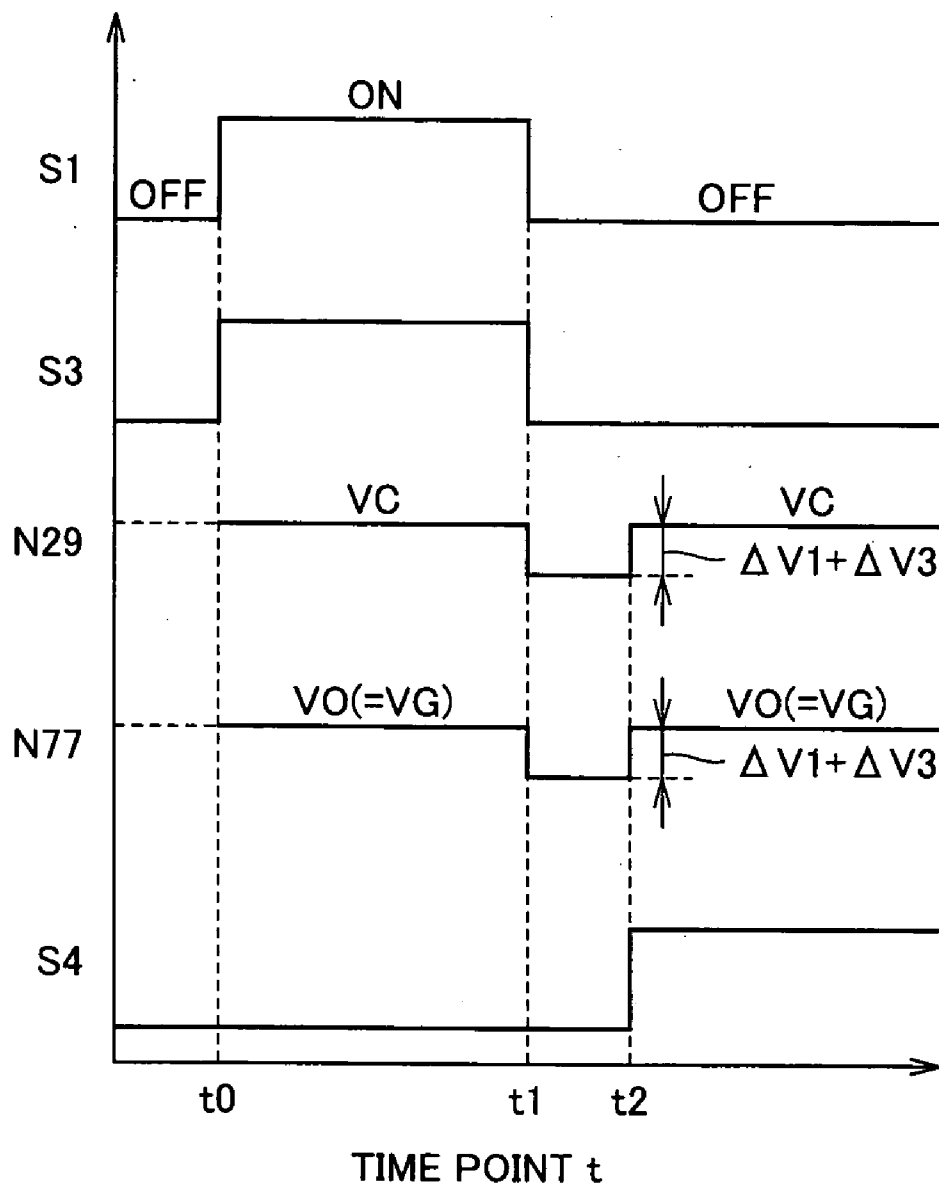 ON
S1
OFF OFF
S3
VC VC
N29
ΔV1+ΔV3
VO(=VG) VO(=VG)
N77
ΔV1+ΔV3
S4
t0 t1 t2
TIME POINT t